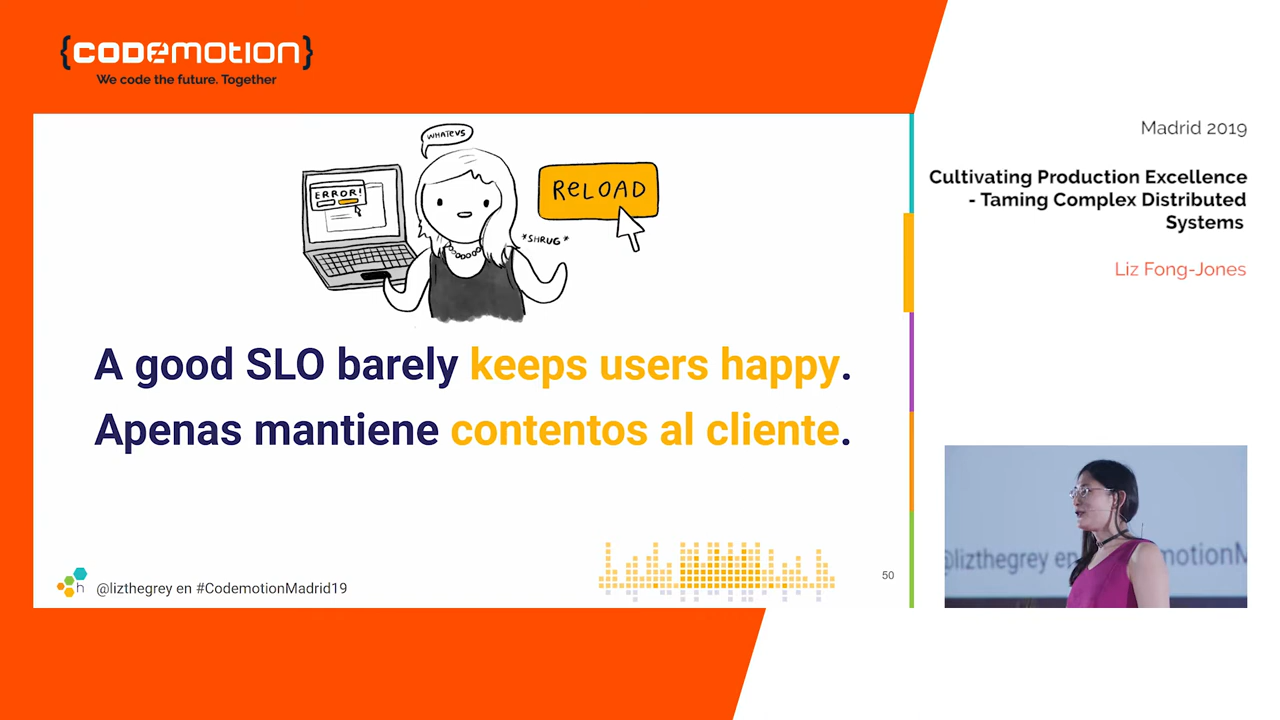 {CODEMOTION}
We code the future. Together
Madrid 2019
Cultivating Production Excellence
- Taming Complex Distributed
Systems
Liz Fong-Jones
WHATEVS
ERROR!
RELOAD
*SHRUG*
A good SLO barely keeps users happy.
Apenas mantiene contentos al cliente.
h
@lizthegrey en #CodemotionMadrid19
50
@lizthegrey en
motionM